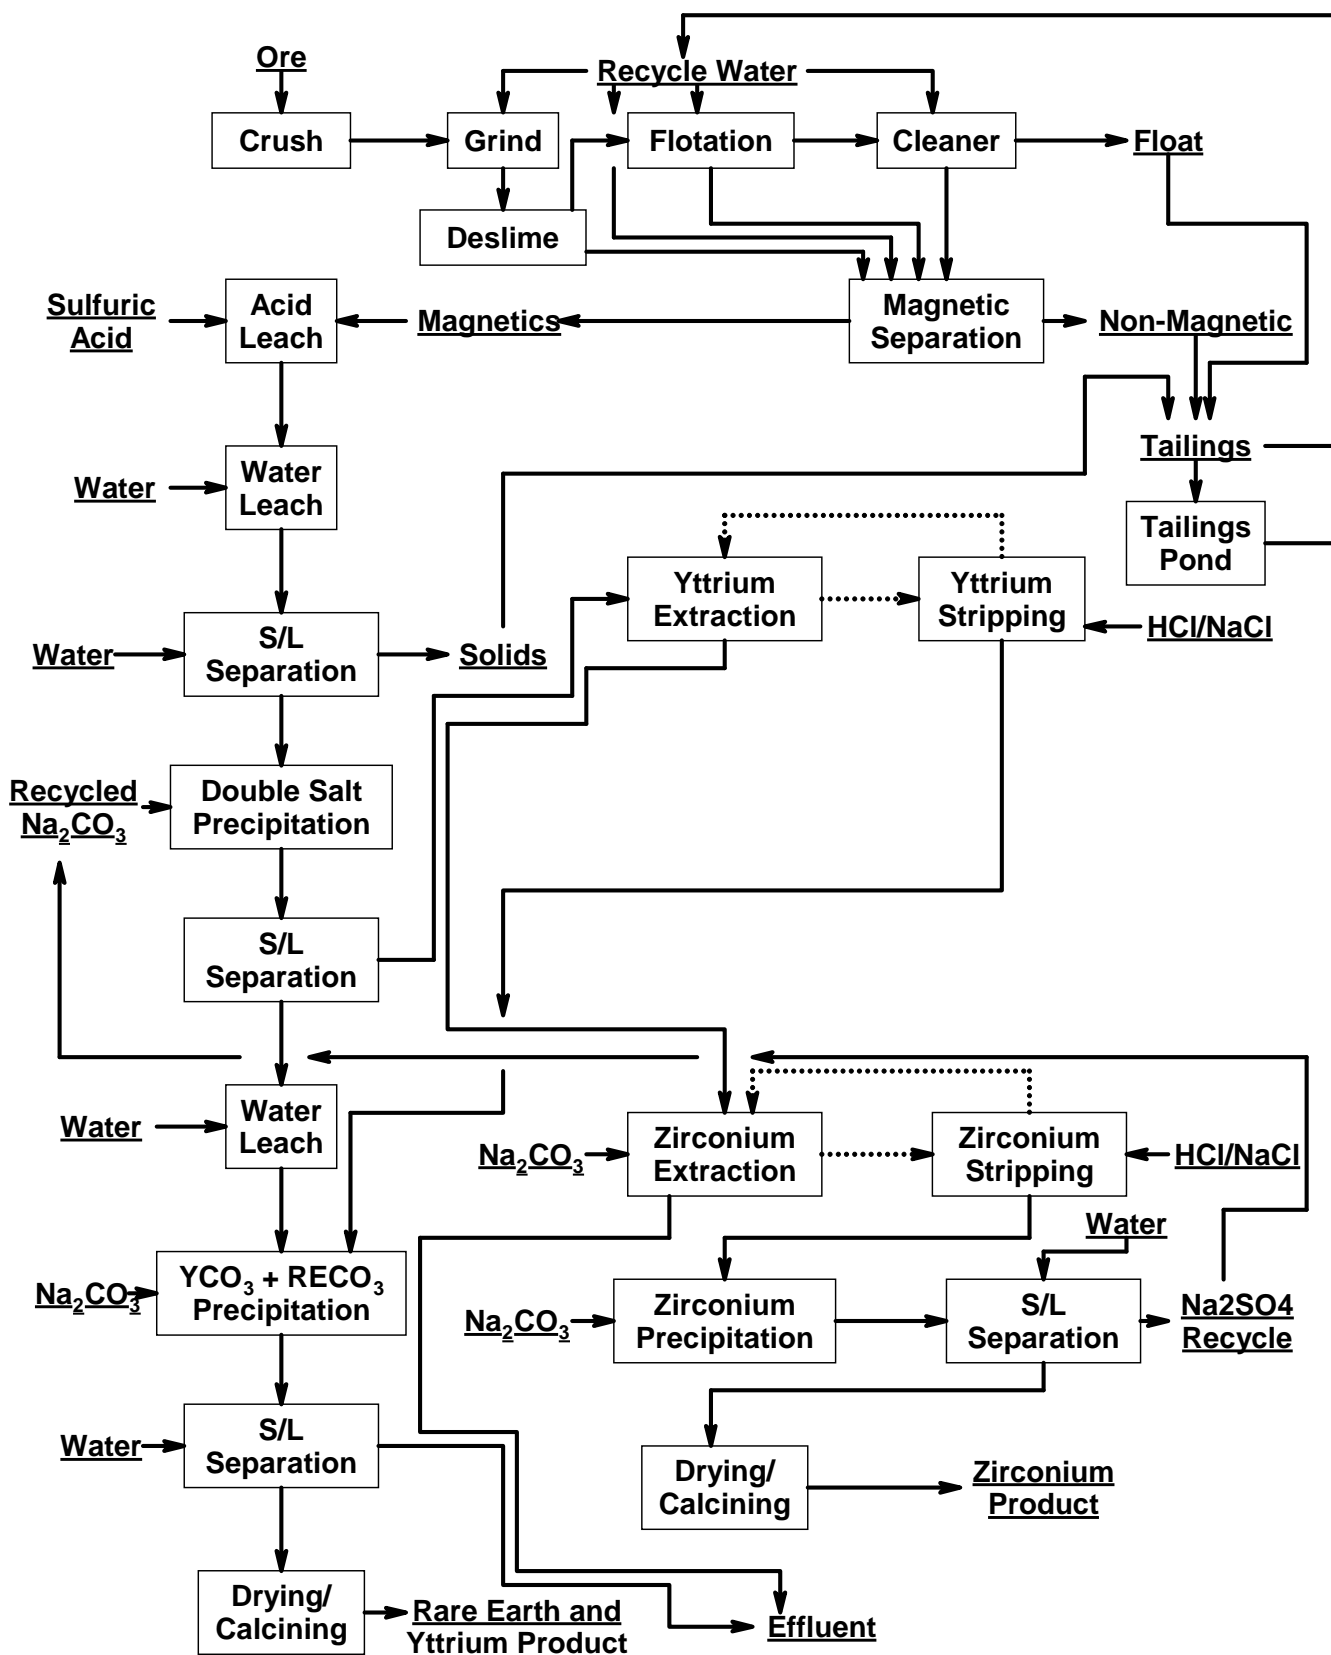 Ore
Recycle Water
Crush
Grind
Flotation
Cleaner
Float
Deslime
Sulfuric
Acid
Acid
Leach
Magnetics
Magnetic
Separation
Non-Magnetic
Tailings
Water
Water
Leach
Tailings
Pond
Yttrium
Extraction
Yttrium
Stripping
HCl/NaCl
Water
S/L
Separation
Solids
Recycled
Na₂CO₃
Double Salt
Precipitation
S/L
Separation
Water
Water
Leach
Na₂CO₃
Zirconium
Extraction
Zirconium
Stripping
HCl/NaCl
Water
Na₂CO₃
YCO₃ + RECO₃
Precipitation
Na₂CO₃
Zirconium
Precipitation
S/L
Separation
Na2SO4
Recycle
Water
S/L
Separation
Drying/
Calcining
Zirconium
Product
Drying/
Calcining
Rare Earth and
Yttrium Product
Effluent